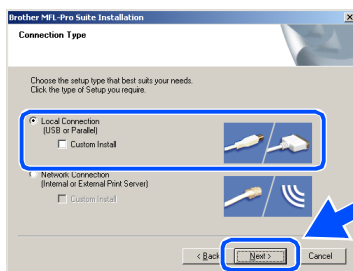 Brother MFL-Pro Suite Installation
Connection Type
Choose the setup type that best suits your needs.
Click the type of Setup you require.
Local Connection
(USB or Parallel)
Custom Install
Network Connection
(Internal or External Print Server)
Custom Install
< Back
Next >
Cancel